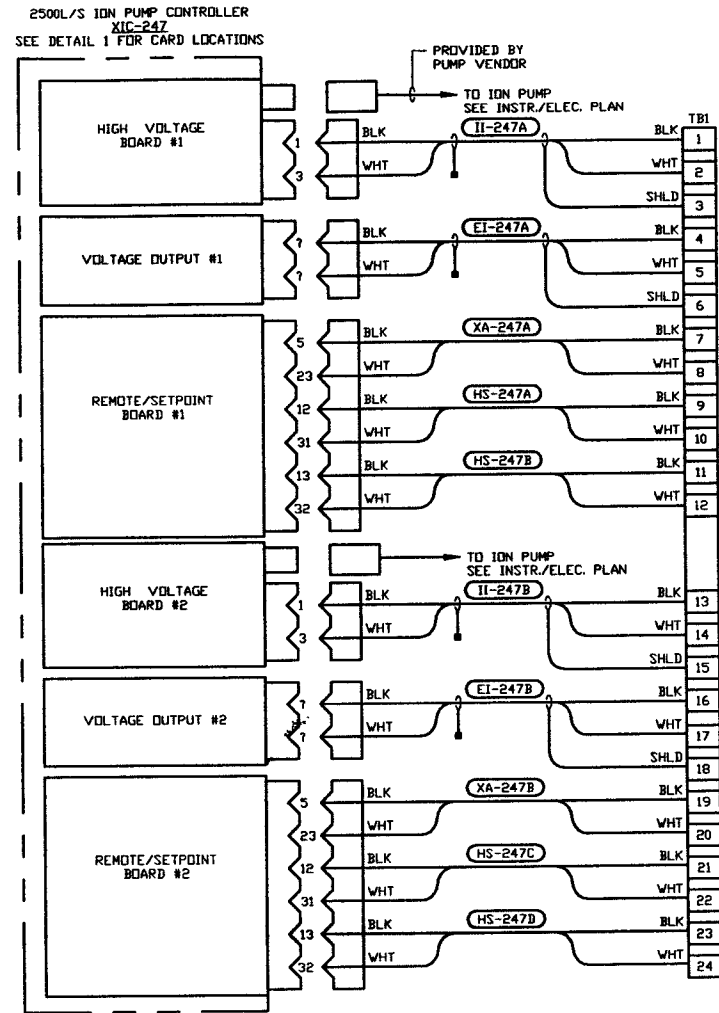 2500L/S ION PUMP CONTROLLER
XIC-247
SEE DETAIL 1 FOR CARD LOCATIONS
PROVIDED BY
PUMP VENDOR
TO ION PUMP
SEE INSTR./ELEC. PLAN
TB1
HIGH VOLTAGE
BOARD #1
1 BLK II-247A BLK 1
3 WHT WHT 2
SHLD 3
VOLTAGE OUTPUT #1
? BLK EI-247A BLK 4
? WHT WHT 5
SHLD 6
REMOTE/SETPOINT
BOARD #1
5 BLK XA-247A BLK 7
23 WHT WHT 8
12 BLK HS-247A BLK 9
31 WHT WHT 10
13 BLK HS-247B BLK 11
32 WHT WHT 12
TO ION PUMP
SEE INSTR./ELEC. PLAN
HIGH VOLTAGE
BOARD #2
1 BLK II-247B BLK 13
3 WHT WHT 14
SHLD 15
VOLTAGE OUTPUT #2
? BLK EI-247B BLK 16
? WHT WHT 17
SHLD 18
REMOTE/SETPOINT
BOARD #2
5 BLK XA-247B BLK 19
23 WHT WHT 20
12 BLK HS-247C BLK 21
31 WHT WHT 22
13 BLK HS-247D BLK 23
32 WHT WHT 24